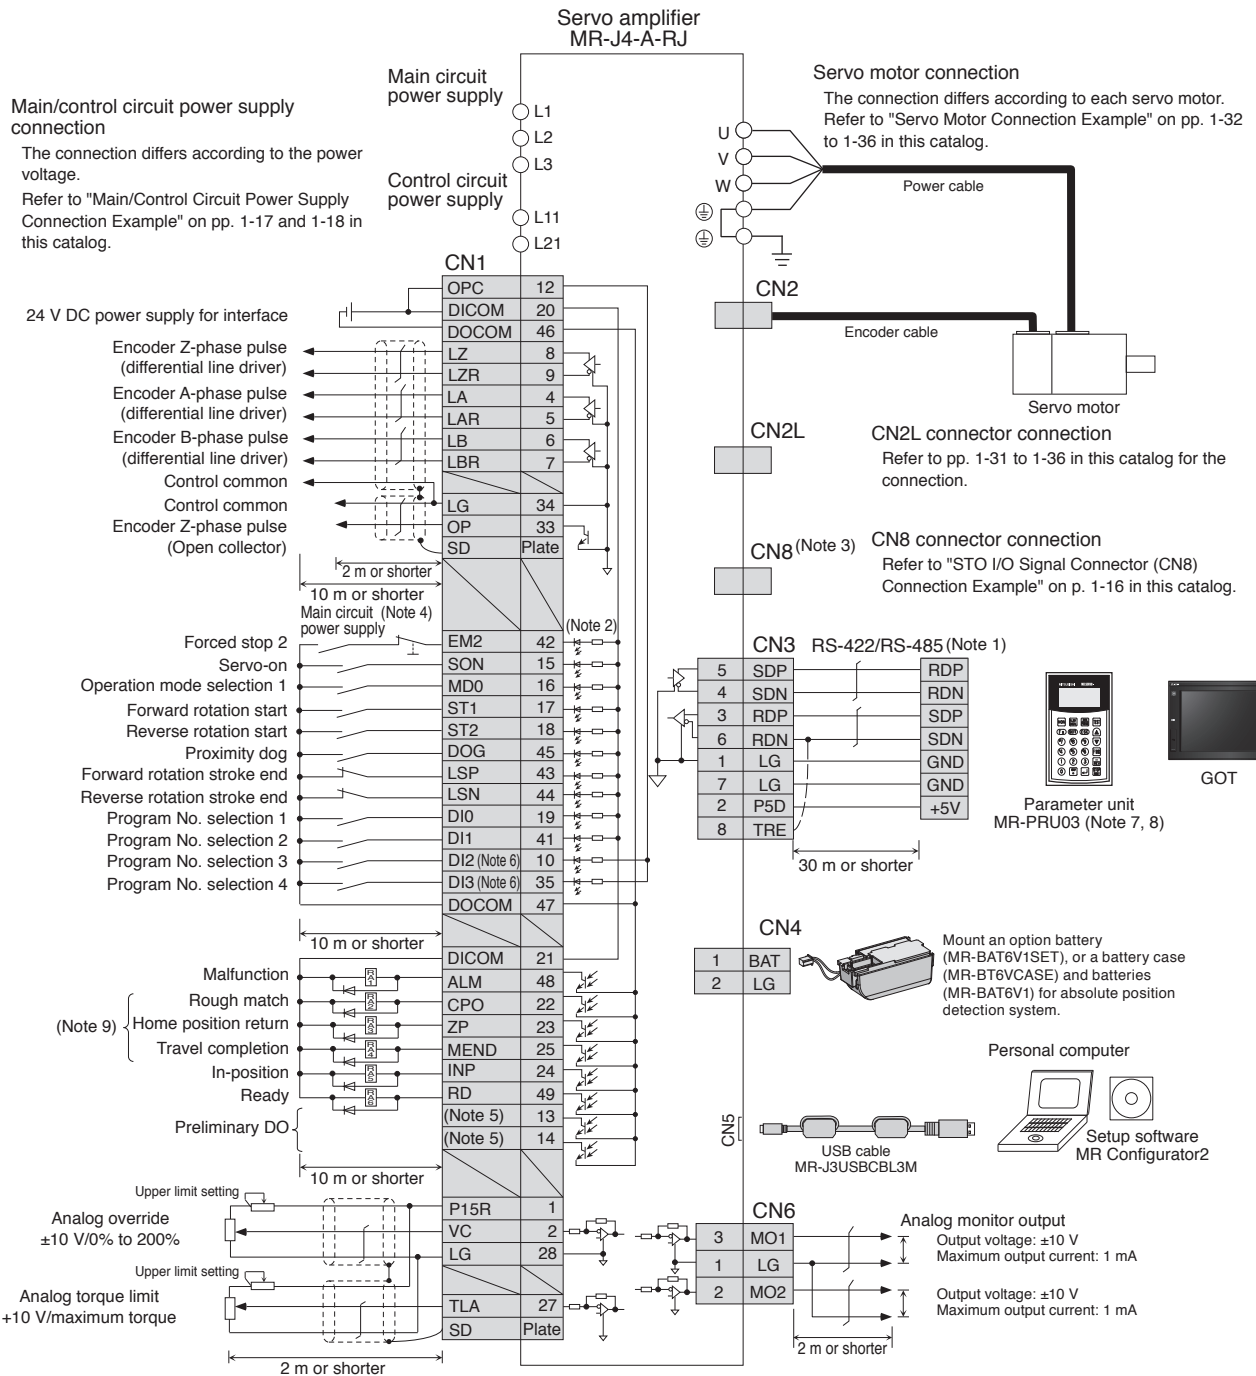 Servo amplifier
MR-J4-A-RJ
Main/control circuit power supply
connection
The connection differs according to the power
voltage.
Refer to "Main/Control Circuit Power Supply
Connection Example" on pp. 1-17 and 1-18 in
this catalog.
Main circuit
power supply
L1
L2
L3
Control circuit
power supply
L11
L21
U
V
W
Servo motor connection
The connection differs according to each servo motor.
Refer to "Servo Motor Connection Example" on pp. 1-32
to 1-36 in this catalog.
Power cable
CN2
Encoder cable
Servo motor
CN2L
CN2L connector connection
Refer to pp. 1-31 to 1-36 in this catalog for the
connection.
CN8 (Note 3)
CN8 connector connection
Refer to "STO I/O Signal Connector (CN8)
Connection Example" on p. 1-16 in this catalog.
CN1
OPC 12
24 V DC power supply for interface DICOM 20
DOCOM 46
Encoder Z-phase pulse
(differential line driver)
LZ 8
LZR 9
Encoder A-phase pulse
(differential line driver)
LA 4
LAR 5
Encoder B-phase pulse
(differential line driver)
LB 6
LBR 7
Control common
Control common LG 34
Encoder Z-phase pulse
(Open collector)
OP 33
SD Plate
2 m or shorter
10 m or shorter
Main circuit (Note 4)
power supply
(Note 2)
Forced stop 2 EM2 42
Servo-on SON 15
Operation mode selection 1 MD0 16
Forward rotation start ST1 17
Reverse rotation start ST2 18
Proximity dog DOG 45
Forward rotation stroke end LSP 43
Reverse rotation stroke end LSN 44
Program No. selection 1 DI0 19
Program No. selection 2 DI1 41
Program No. selection 3 DI2 (Note 6) 10
Program No. selection 4 DI3 (Note 6) 35
DOCOM 47
10 m or shorter
DICOM 21
Malfunction RA1 ALM 48
(Note 9)
Rough match RA2 CPO 22
Home position return RA3 ZP 23
Travel completion RA4 MEND 25
In-position RA5 INP 24
Ready RA6 RD 49
Preliminary DO
(Note 5) 13
(Note 5) 14
10 m or shorter
Upper limit setting
P15R 1
Analog override
±10 V/0% to 200%
VC 2
LG 28
Upper limit setting
Analog torque limit
+10 V/maximum torque
TLA 27
SD Plate
2 m or shorter
CN3 RS-422/RS-485 (Note 1)
5 SDP RDP
4 SDN RDN
3 RDP SDP
6 RDN SDN
1 LG GND
7 LG GND
2 P5D +5V
8 TRE
30 m or shorter
Parameter unit
MR-PRU03 (Note 7, 8)
GOT
CN4
1 BAT
2 LG
Mount an option battery
(MR-BAT6V1SET), or a battery case
(MR-BT6VCASE) and batteries
(MR-BAT6V1) for absolute position
detection system.
CN5
USB cable
MR-J3USBCBL3M
Personal computer
Setup software
MR Configurator2
CN6
3 MO1
1 LG
2 MO2
Analog monitor output
Output voltage: ±10 V
Maximum output current: 1 mA
Output voltage: ±10 V
Maximum output current: 1 mA
2 m or shorter